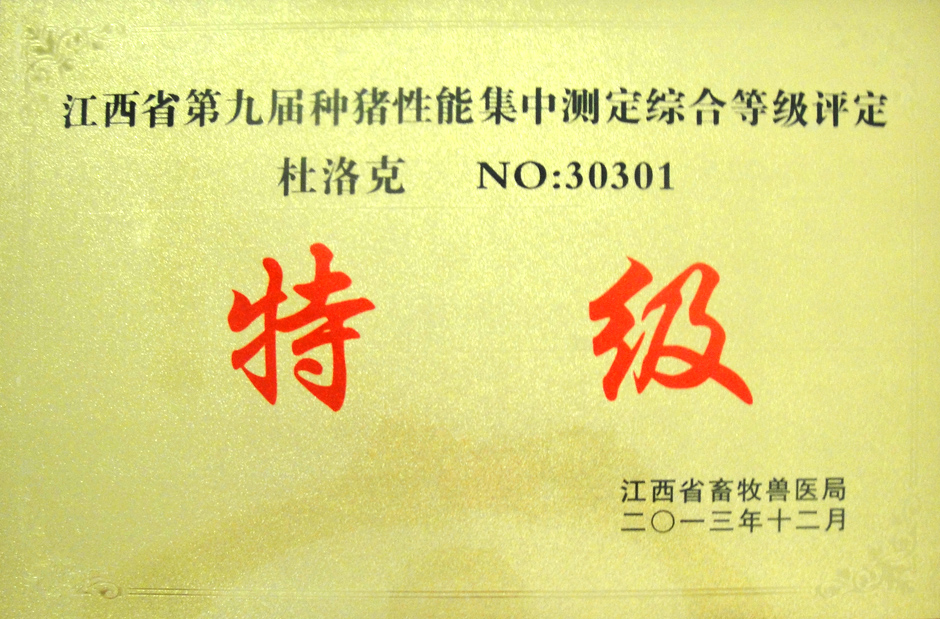 江西省第九届种猪性能集中测定综合等级评定
杜洛克 NO:30301
特 级
江西省畜牧兽医局
二〇一三年十二月